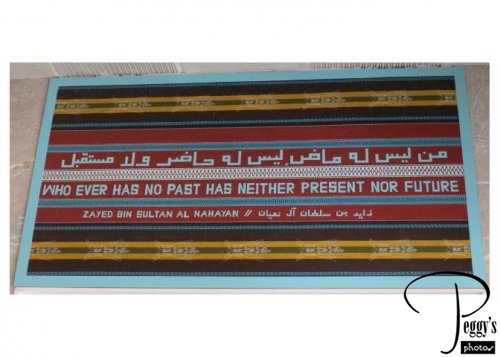 من ليس له ماض ليس له حاضر ولا مستقبل
WHO EVER HAS NO PAST HAS NEITHER PRESENT NOR FUTURE
ZAYED BIN SULTAN AL NAHAYAN // زايد بن سلطان آل نهيان
Peggy's
photos